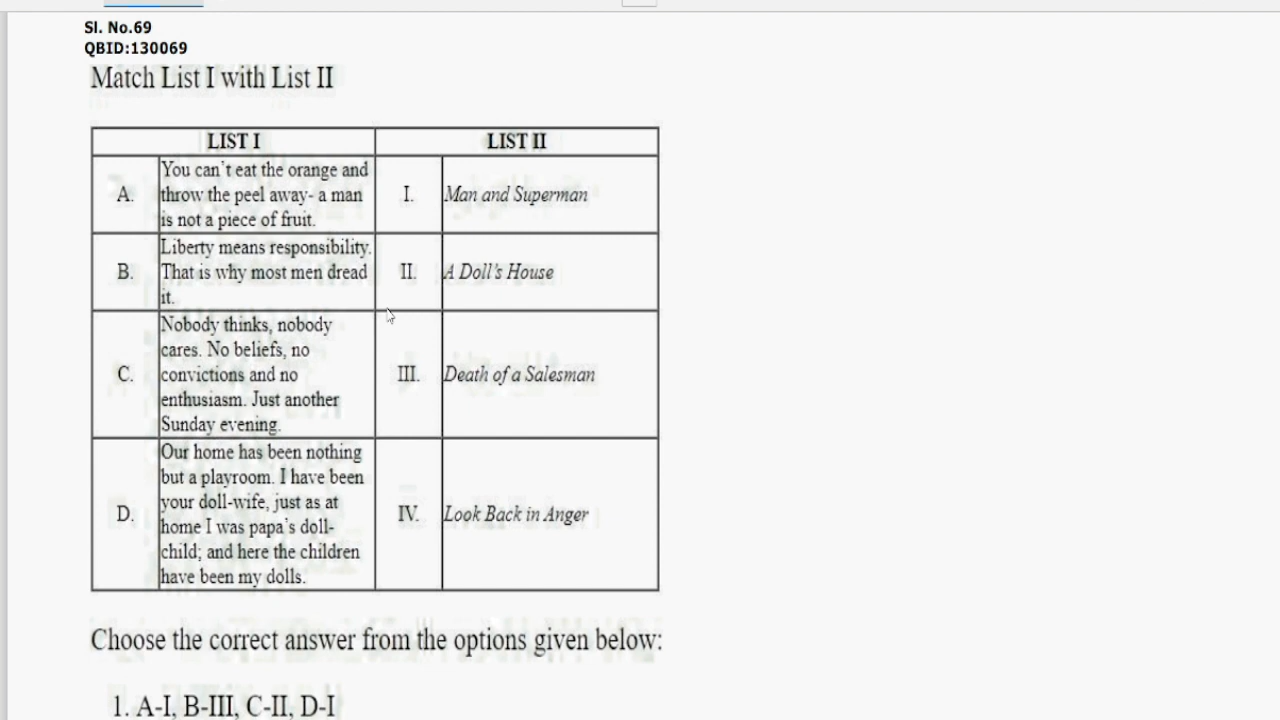 Sl. No.69
QBID:130069
Match List I with List II
LIST I LIST II
A. You can't eat the orange and throw the peel away- a man is not a piece of fruit. I. Man and Superman
B. Liberty means responsibility. That is why most men dread it. II. A Doll's House
C. Nobody thinks, nobody cares. No beliefs, no convictions and no enthusiasm. Just another Sunday evening. III. Death of a Salesman
D. Our home has been nothing but a playroom. I have been your doll-wife, just as at home I was papa's doll-child; and here the children have been my dolls. IV. Look Back in Anger
Choose the correct answer from the options given below:
1. A-I, B-III, C-II, D-I